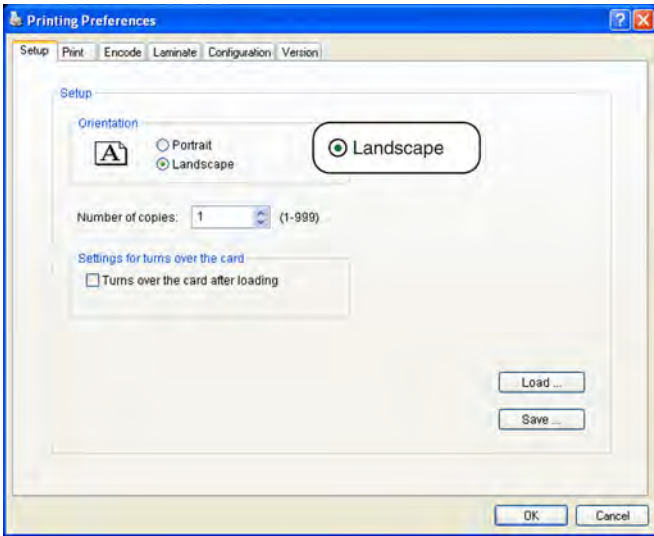 Printing Preferences
Setup Print Encode Laminate Configuration Version
Setup
Orientation
A
Portrait
Landscape
Landscape
Number of copies: 1 (1-999)
Settings for turns over the card
Turns over the card after loading
Load ...
Save ...
OK Cancel